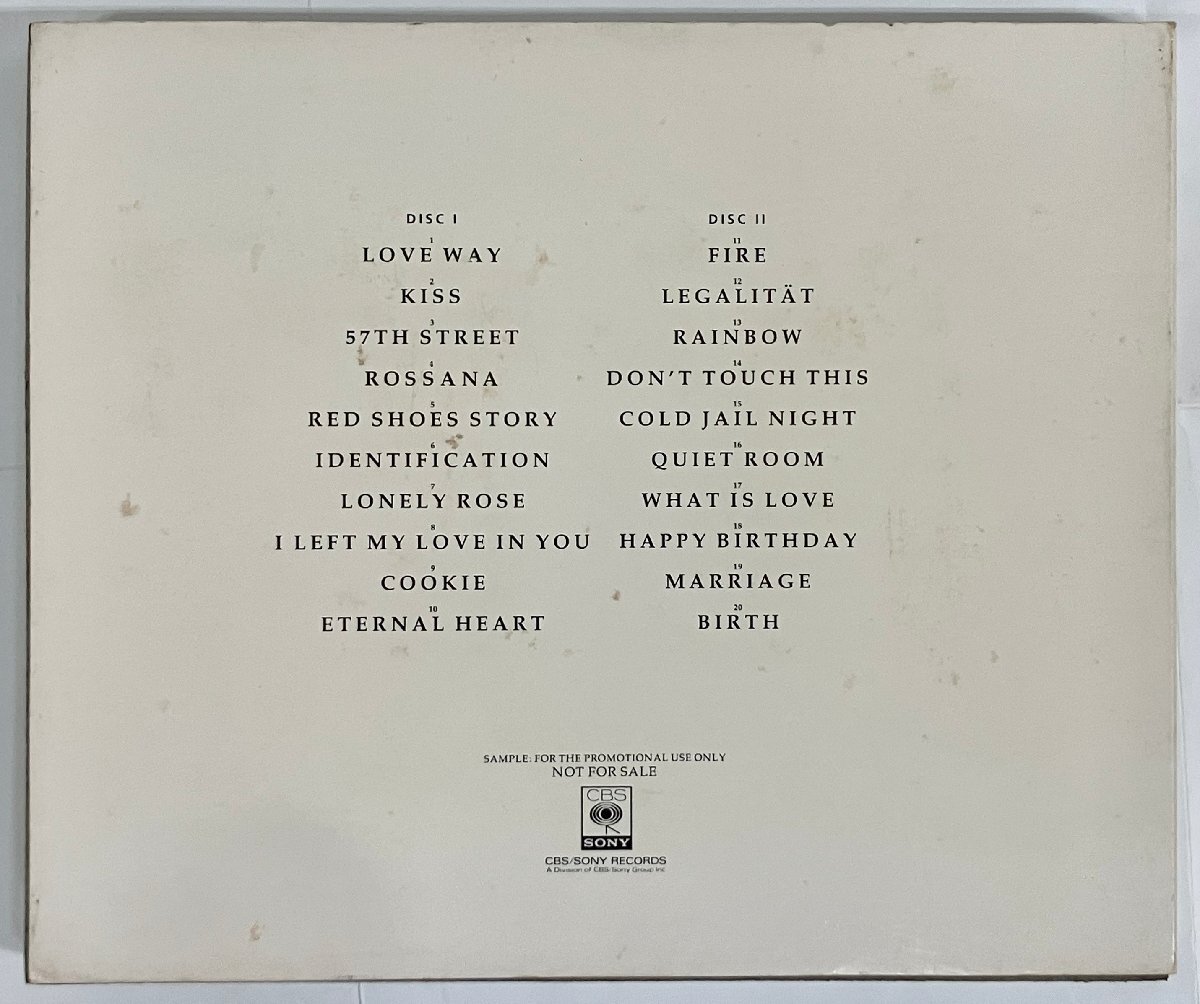 DISC I
1
LOVE WAY
2
KISS
3
57TH STREET
4
ROSSANA
5
RED SHOES STORY
6
IDENTIFICATION
7
LONELY ROSE
8
I LEFT MY LOVE IN YOU
9
COOKIE
10
ETERNAL HEART
DISC II
11
FIRE
12
LEGALITÄT
13
RAINBOW
14
DON'T TOUCH THIS
15
COLD JAIL NIGHT
16
QUIET ROOM
17
WHAT IS LOVE
18
HAPPY BIRTHDAY
19
MARRIAGE
20
BIRTH
SAMPLE: FOR THE PROMOTIONAL USE ONLY
NOT FOR SALE
CBS
SONY
CBS/SONY RECORDS
A Division of CBS/Sony Group Inc